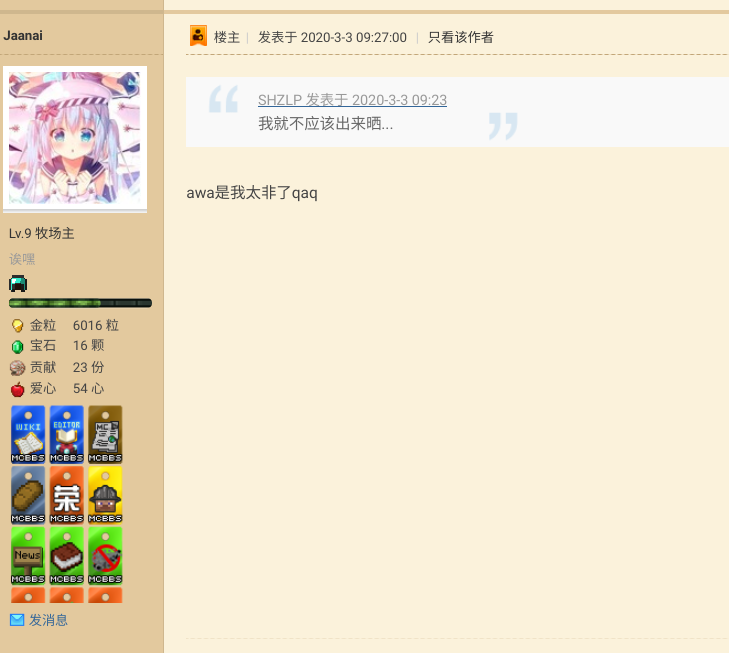 Jaanai
楼主 | 发表于 2020-3-3 09:27:00 | 只看该作者
SHZLP 发表于 2020-3-3 09:23
我就不应该出来晒...
awa是我太非了qaq
Lv.9 牧场主
诶嘿
金粒 6016 粒
宝石 16 颗
贡献 23 份
爱心 54 心
WIKI EDITOR MC
MCBBS MCBBS MCBBS
荣
MCBBS MCBBS MCBBS
News
MCBBS MCBBS MCBBS
发消息